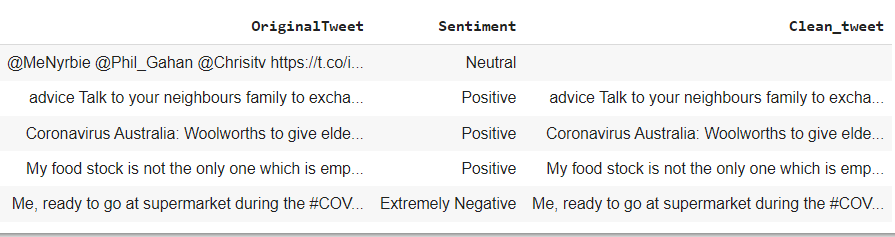 OriginalTweet Sentiment Clean_tweet
@MeNyrbie @Phil_Gahan @Chrisitv https://t.co/i... Neutral
advice Talk to your neighbours family to excha... Positive advice Talk to your neighbours family to excha...
Coronavirus Australia: Woolworths to give elde... Positive Coronavirus Australia: Woolworths to give elde...
My food stock is not the only one which is emp... Positive My food stock is not the only one which is emp...
Me, ready to go at supermarket during the #COV... Extremely Negative Me, ready to go at supermarket during the #COV...